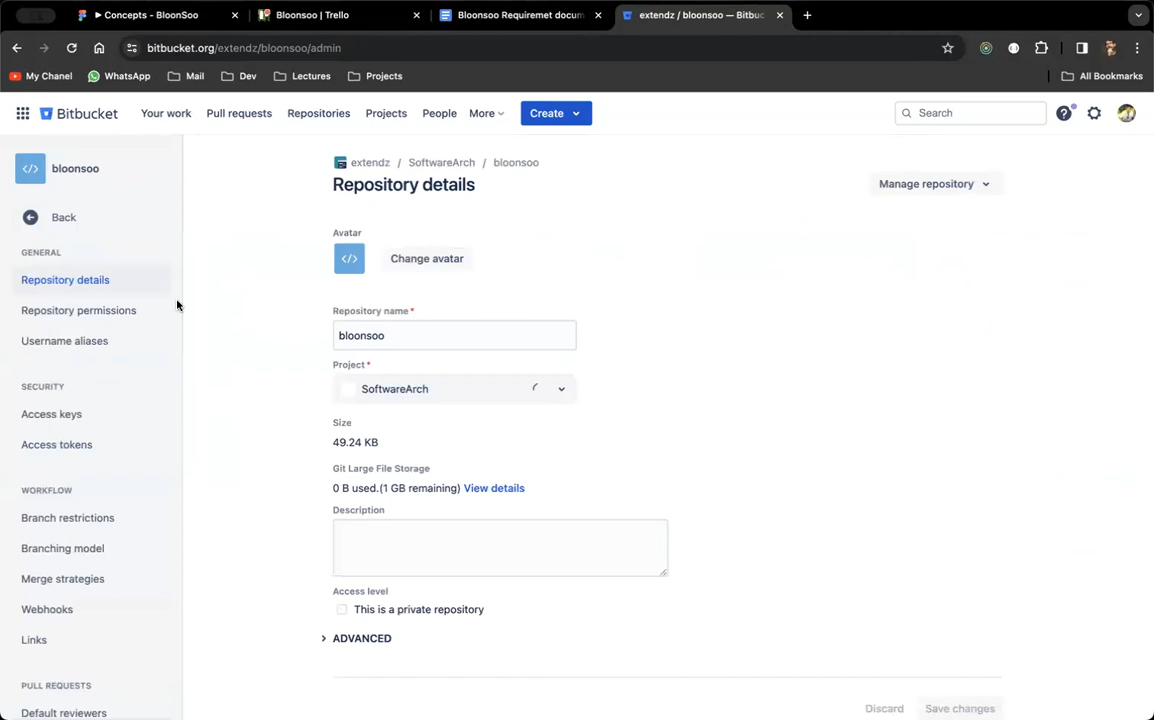 Concepts - BloonSoo
Bloonsoo | Trello
Bloonsoo Requiremet docum
extendz / bloonsoo — Bitbuc
bitbucket.org/extendz/bloonsoo/admin
My Chanel
WhatsApp
Mail
Dev
Lectures
Projects
All Bookmarks
Bitbucket
Your work
Pull requests
Repositories
Projects
People
More
Create
Search
bloonsoo
Back
GENERAL
Repository details
Repository permissions
Username aliases
SECURITY
Access keys
Access tokens
WORKFLOW
Branch restrictions
Branching model
Merge strategies
Webhooks
Links
PULL REQUESTS
Default reviewers
extendz / SoftwareArch / bloonsoo
Repository details
Manage repository
Avatar
Change avatar
Repository name*
bloonsoo
Project*
SoftwareArch
Size
49.24 KB
Git Large File Storage
0 B used.(1 GB remaining) View details
Description
Access level
This is a private repository
ADVANCED
Discard
Save changes